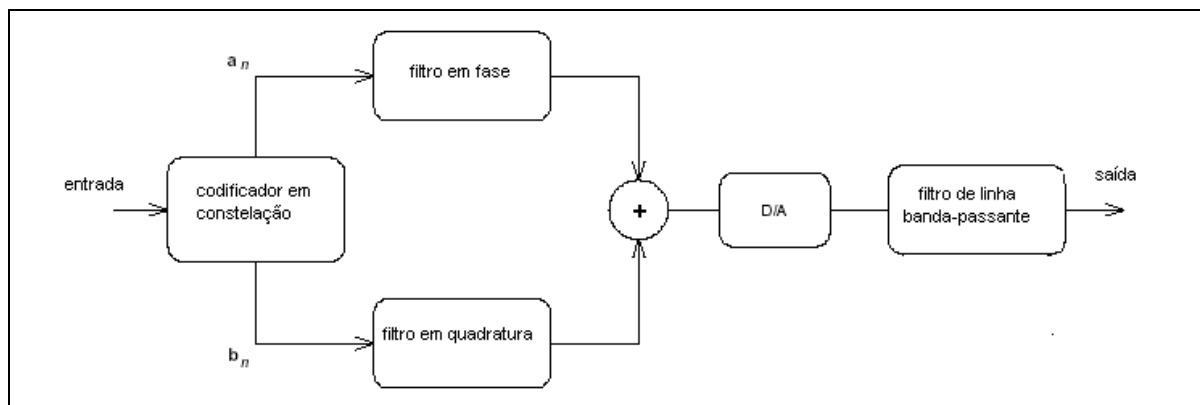 a n
filtro em fase
entrada
codificador em
constelação
+
D/A
filtro de linha
banda-passante
saída
filtro em quadratura
b n